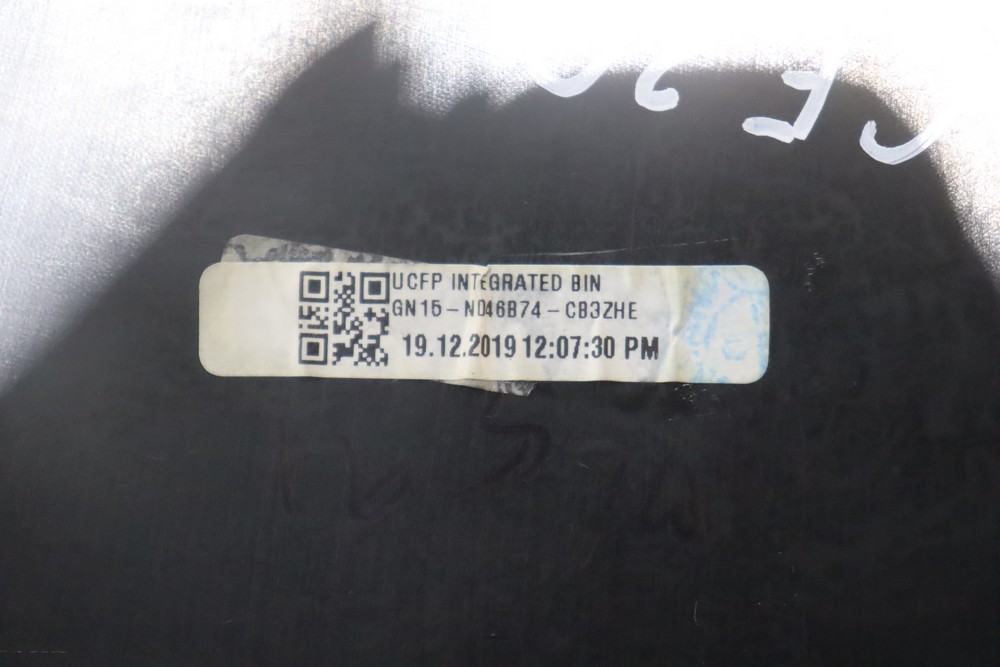 UCFP INTEGRATED BIN
GN15-N046B74-CB3ZHE
19.12.2019 12:07:30 PM